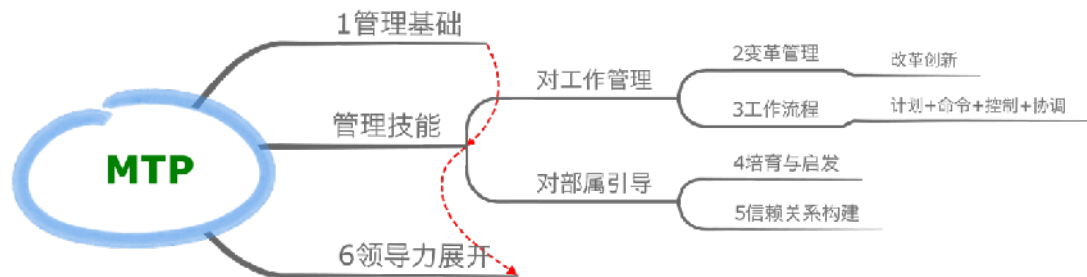 MTP
1管理基础
管理技能
对工作管理
2变革管理
改革创新
3工作流程
计划+命令+控制+协调
对部属引导
4培育与启发
5信赖关系构建
6领导力展开